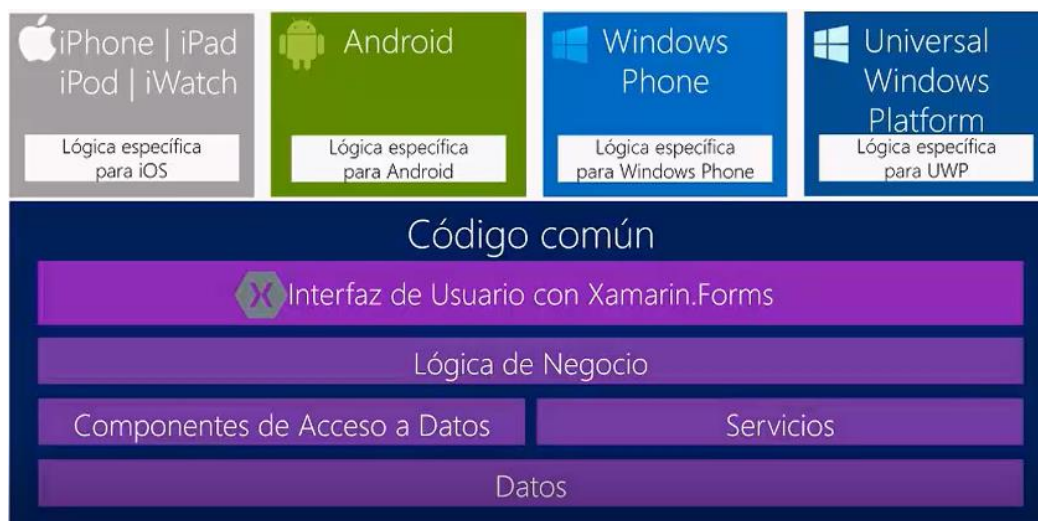 iPhone | iPad
iPod | iWatch
Lógica específica
para iOS
Android
Lógica específica
para Android
Windows
Phone
Lógica específica
para Windows Phone
Universal
Windows
Platform
Lógica específica
para UWP
Código común
Interfaz de Usuario con Xamarin.Forms
Lógica de Negocio
Componentes de Acceso a Datos
Servicios
Datos